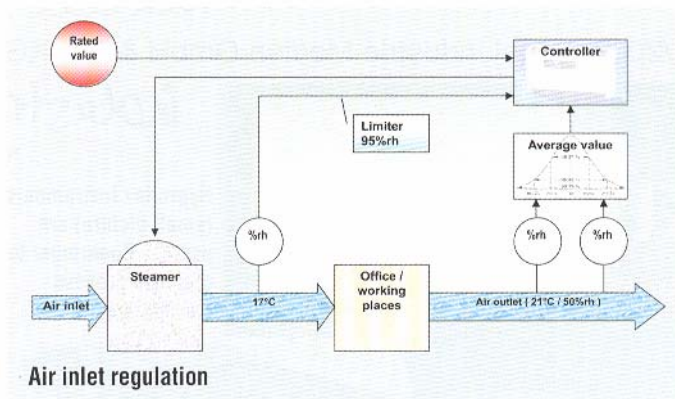 Rated
value
Controller
Limiter
95%rh
Average value
%rh
%rh
%rh
Steamer
Office /
working
places
Air inlet
17°C
Air outlet ( 21°C / 50%rh )
Air inlet regulation